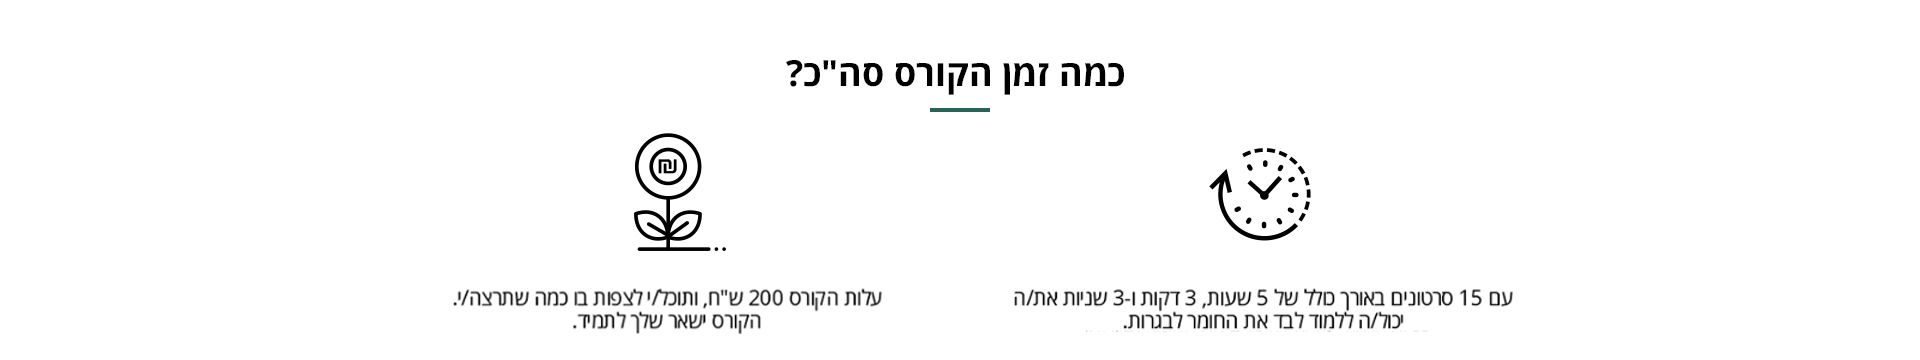 כמה זמן הקורס סה"כ?
עם 15 סרטונים באורך כולל של 5 שעות, 3 דקות ו-3 שניות את/ה
יכול/ה ללמוד לבד את החומר לבגרות.
₪
עלות הקורס 200 ש"ח, ותוכל/י לצפות בו כמה שתרצה/י.
הקורס ישאר שלך לתמיד.